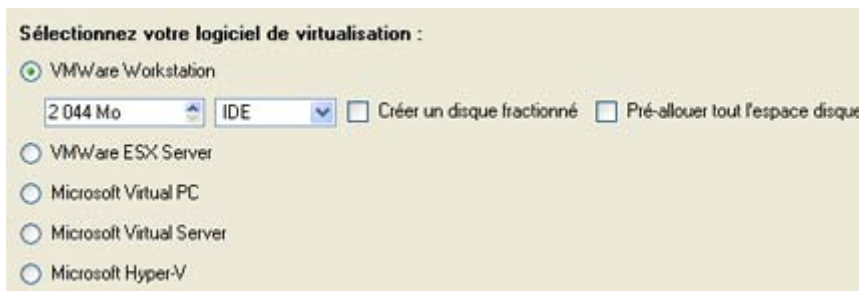 Sélectionnez votre logiciel de virtualisation :
VMWare Workstation
2 044 Mo IDE Créer un disque fractionné Pré-allouer tout l'espace disque
VMWare ESX Server
Microsoft Virtual PC
Microsoft Virtual Server
Microsoft Hyper-V